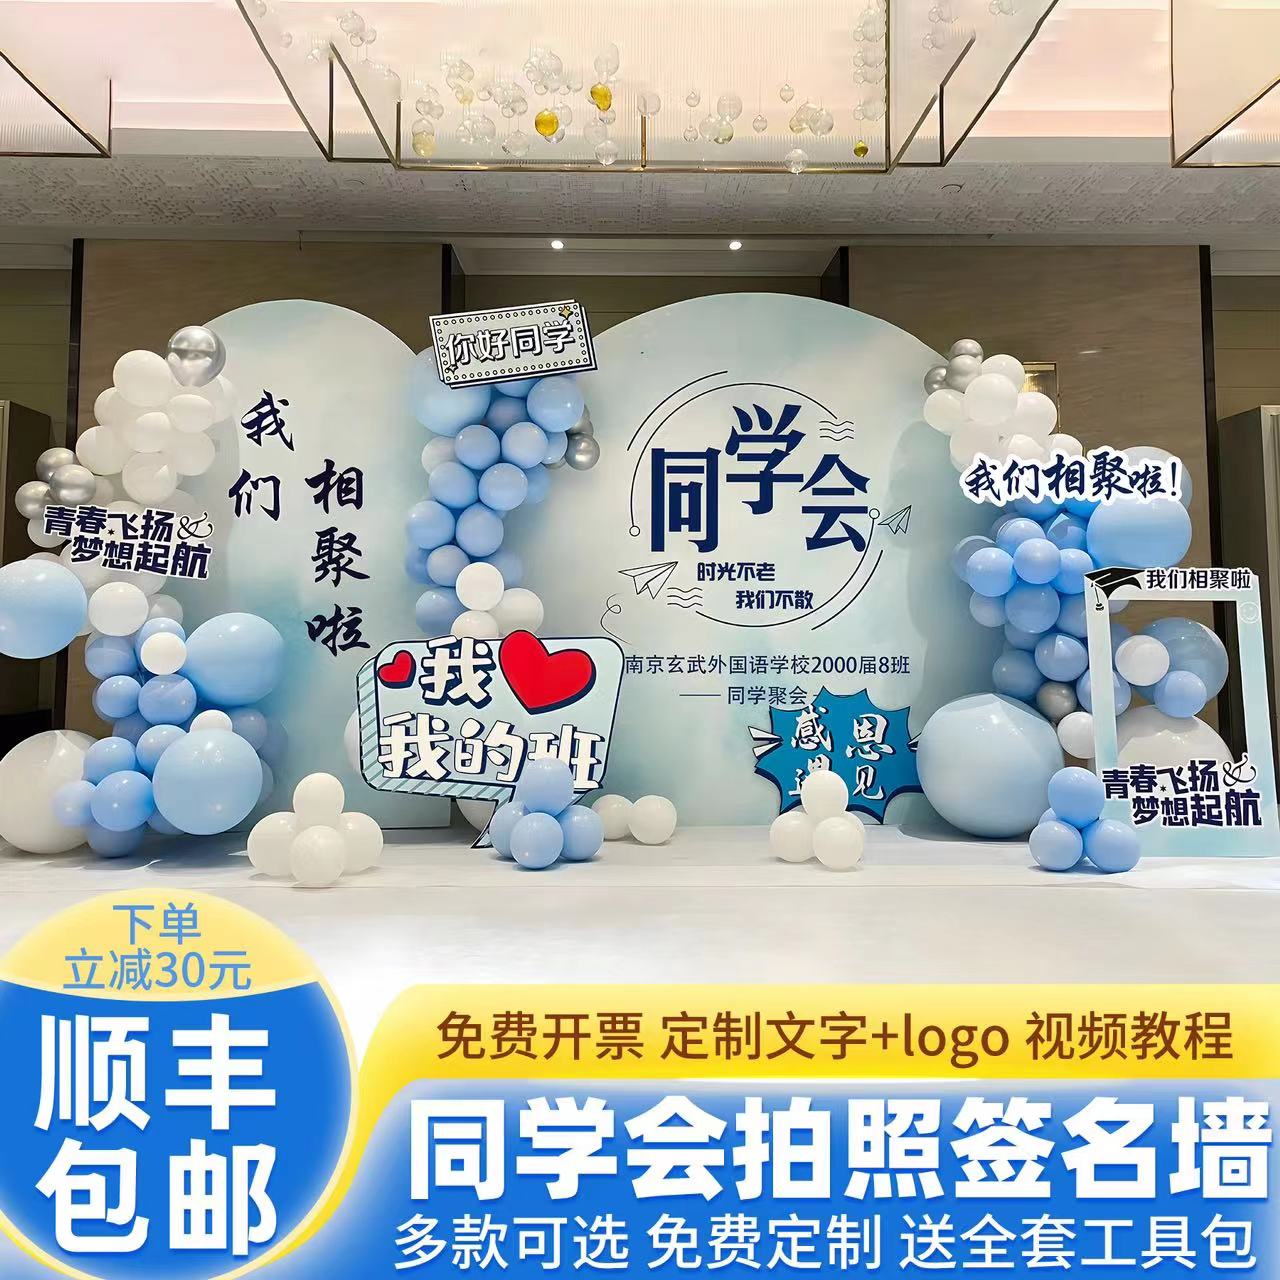 你好同学
我
们
相
聚
啦
同学会
时光不老
我们不散
南京玄武外国语学校2000届8班
同学聚会
青春飞扬&
梦想起航
我们相聚啦!
我们相聚啦
我
我的班
感恩
遇见
青春飞扬&
梦想起航
下单
立减30元
顺丰
包邮
免费开票 定制文字+logo 视频教程
同学会拍照签名墙
多款可选 免费定制 送全套工具包